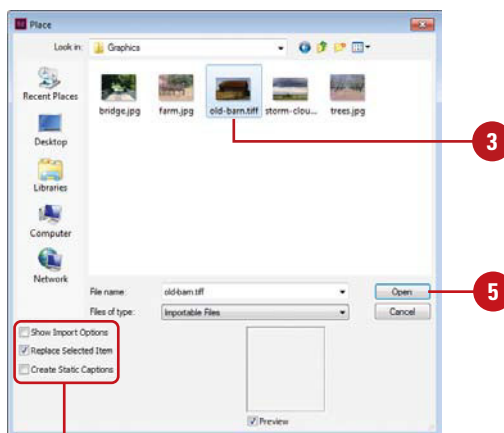 Place
Look in: Graphics
Recent Places
Desktop
Libraries
Computer
Network
bridge.jpg farm.jpg old-barn.tiff storm-clou... trees.jpg
3
File name: old-barn.tiff Open
5
Files of type: Importable Files Cancel
Show Import Options
Replace Selected Item
Create Static Captions
Preview